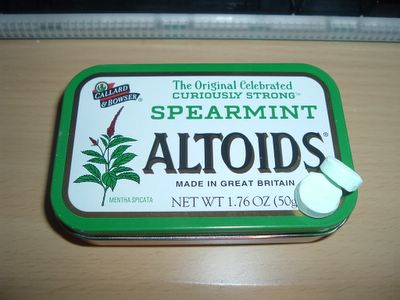 CALLARD
& BOWSER®
The Original Celebrated
CURIOUSLY STRONG™
SPEARMINT
ALTOIDS®
MADE IN GREAT BRITAIN
MENTHA SPICATA
NET WT 1.76 OZ (50g